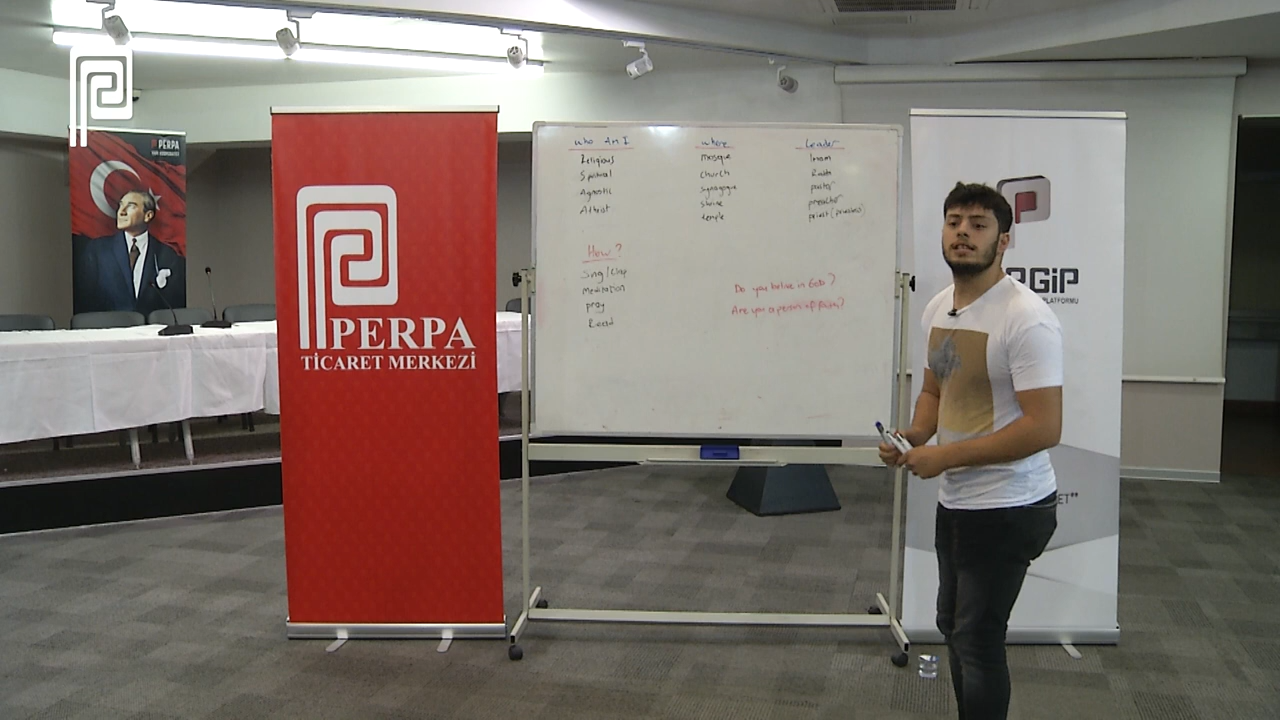 PERPA
PERPA
TİCARET MERKEZİ
who Am I
Religious
Spiritual
Agnostic
Atheist
where
mosque
church
synagogue
shrine
temple
Leader
Imam
pastor
preacher
priest (priestess)
How?
Sing/Clap
Meditation
pray
Read
Do you believe in God?
Are you a person of faith?
GİP
PLATFORMU
ET"